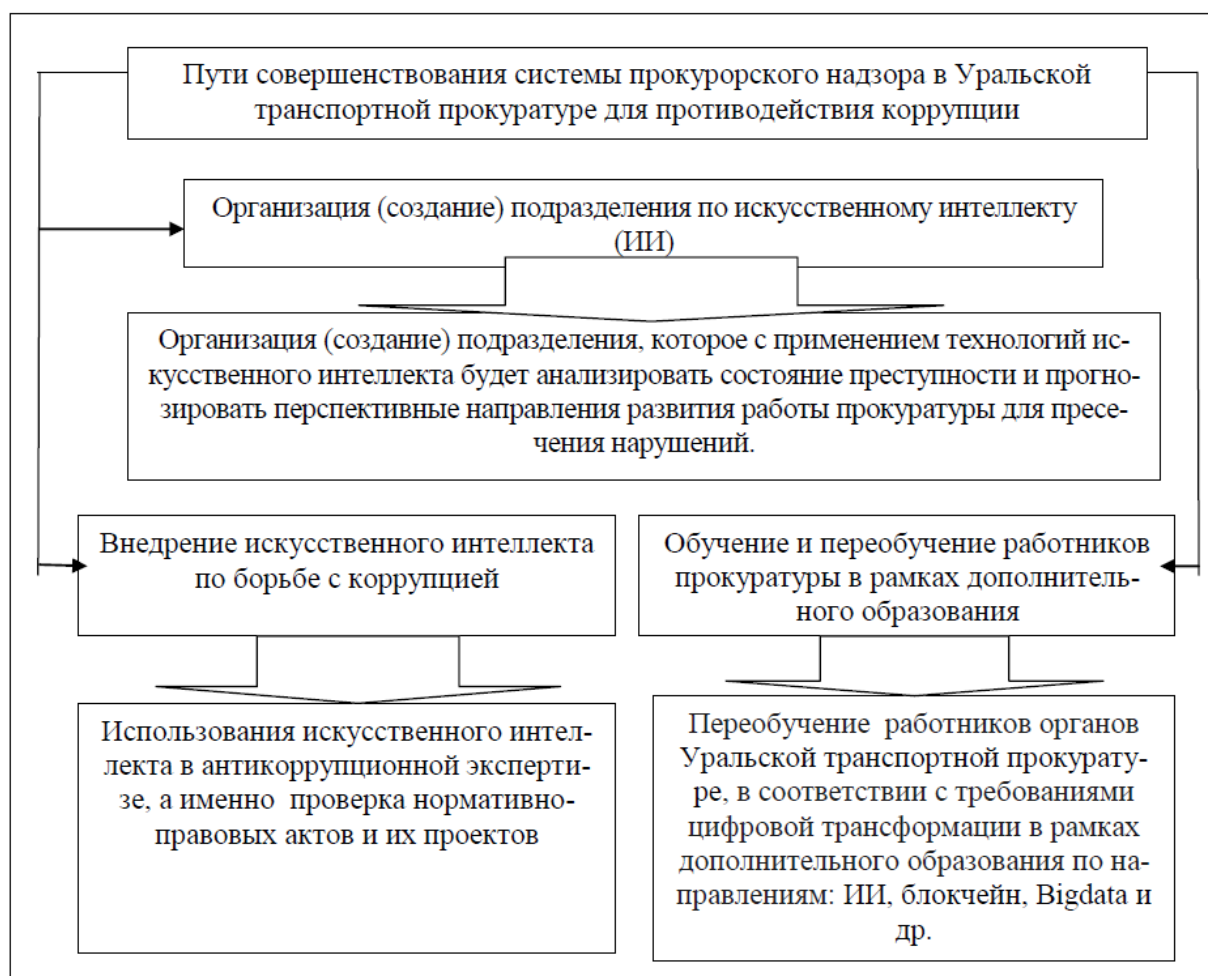 Пути совершенствования системы прокурорского надзора в Уральской
транспортной прокуратуре для противодействия коррупции
Организация (создание) подразделения по искусственному интеллекту
(ИИ)
Организация (создание) подразделения, которое с применением технологий ис-
кусственного интеллекта будет анализировать состояние преступности и прогно-
зировать перспективные направления развития работы прокуратуры для пресе-
чения нарушений.
Внедрение искусственного интеллекта
по борьбе с коррупцией
Обучение и переобучение работников
прокуратуры в рамках дополнитель-
ного образования
Использования искусственного интел-
лекта в антикоррупционной эксперти-
зе, а именно проверка нормативно-
правовых актов и их проектов
Переобучение работников органов
Уральской транспортной прокурату-
ре, в соответствии с требованиями
цифровой трансформации в рамках
дополнительного образования по на-
правлениям: ИИ, блокчейн, Bigdata и
др.